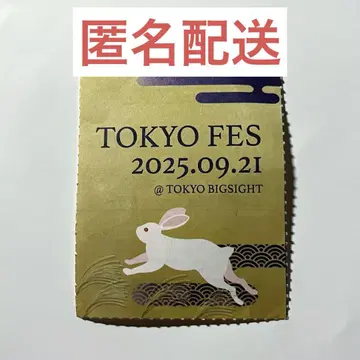 匿名配送
TOKYO FES
2025.09.21
@ TOKYO BIGSIGHT